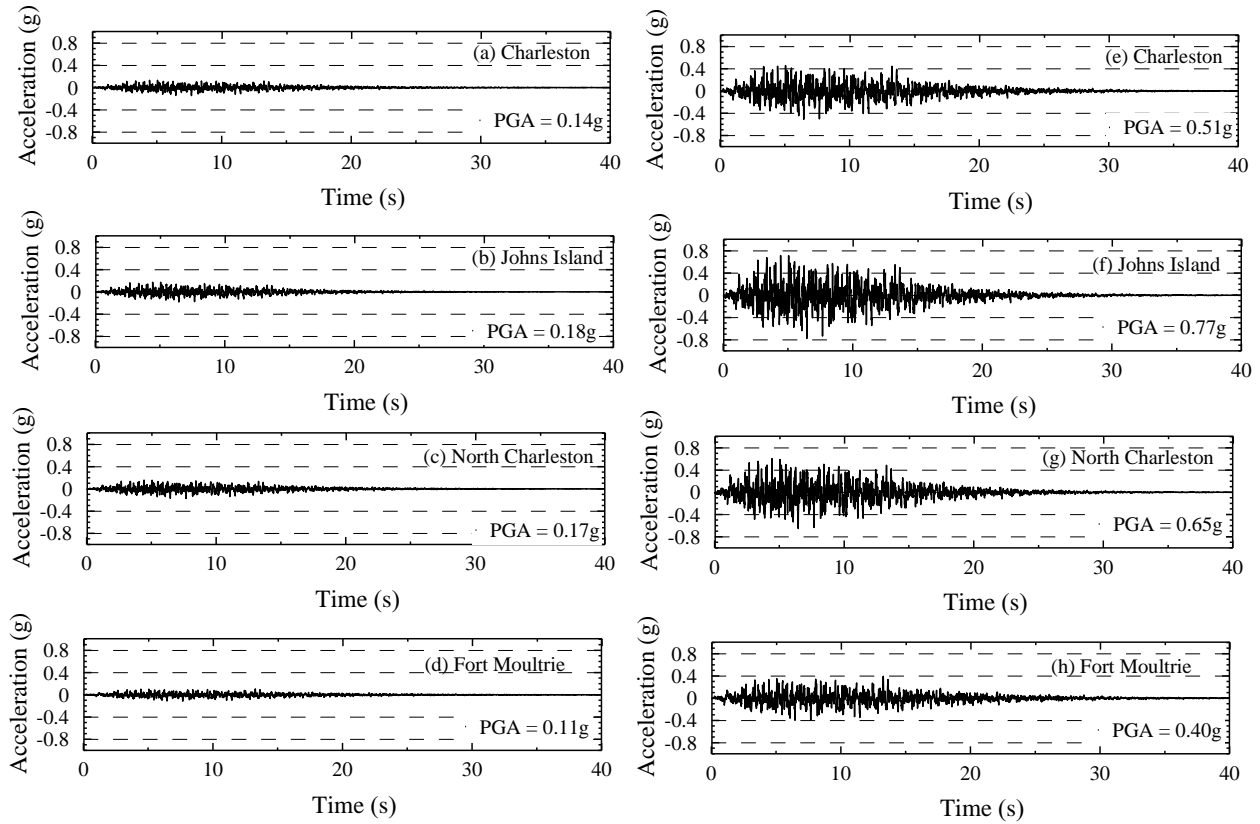 Acceleration (g)
0.8
0.4
0
-0.4
-0.8
(a) Charleston
PGA = 0.14g
0 10 20 30 40
Time (s)
Acceleration (g)
0.8
0.4
0
-0.4
-0.8
(e) Charleston
PGA = 0.51g
0 10 20 30 40
Time (s)
Acceleration (g)
0.8
0.4
0
-0.4
-0.8
(b) Johns Island
PGA = 0.18g
0 10 20 30 40
Time (s)
Acceleration (g)
0.8
0.4
0
-0.4
-0.8
(f) Johns Island
PGA = 0.77g
0 10 20 30 40
Time (s)
Acceleration (g)
0.8
0.4
0
-0.4
-0.8
(c) North Charleston
PGA = 0.17g
0 10 20 30 40
Time (s)
Acceleration (g)
0.8
0.4
0
-0.4
-0.8
(g) North Charleston
PGA = 0.65g
0 10 20 30 40
Time (s)
Acceleration (g)
0.8
0.4
0
-0.4
-0.8
(d) Fort Moultrie
PGA = 0.11g
0 10 20 30 40
Time (s)
Acceleration (g)
0.8
0.4
0
-0.4
-0.8
(h) Fort Moultrie
PGA = 0.40g
0 10 20 30 40
Time (s)